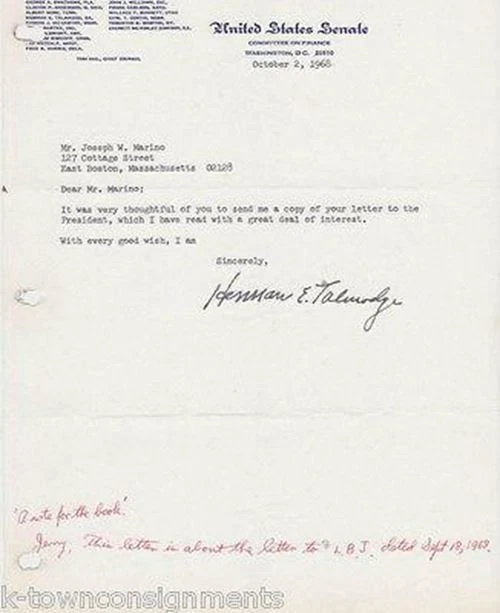 United States Senate
COMMITTEE ON FINANCE
WASHINGTON, D.C. 20510
October 2, 1968
Mr. Joseph W. Marino
127 Cottage Street
East Boston, Massachusetts 02128
Dear Mr. Marino;
It was very thoughtful of you to send me a copy of your letter to the
President, which I have read with a great deal of interest.
With every good wish, I am
Sincerely,
Herman E. Talmadge
"A note for the book".
Jerry, This letter is about the letter to L.B.J. dated Sept 18, 1968.
k-townconsignments